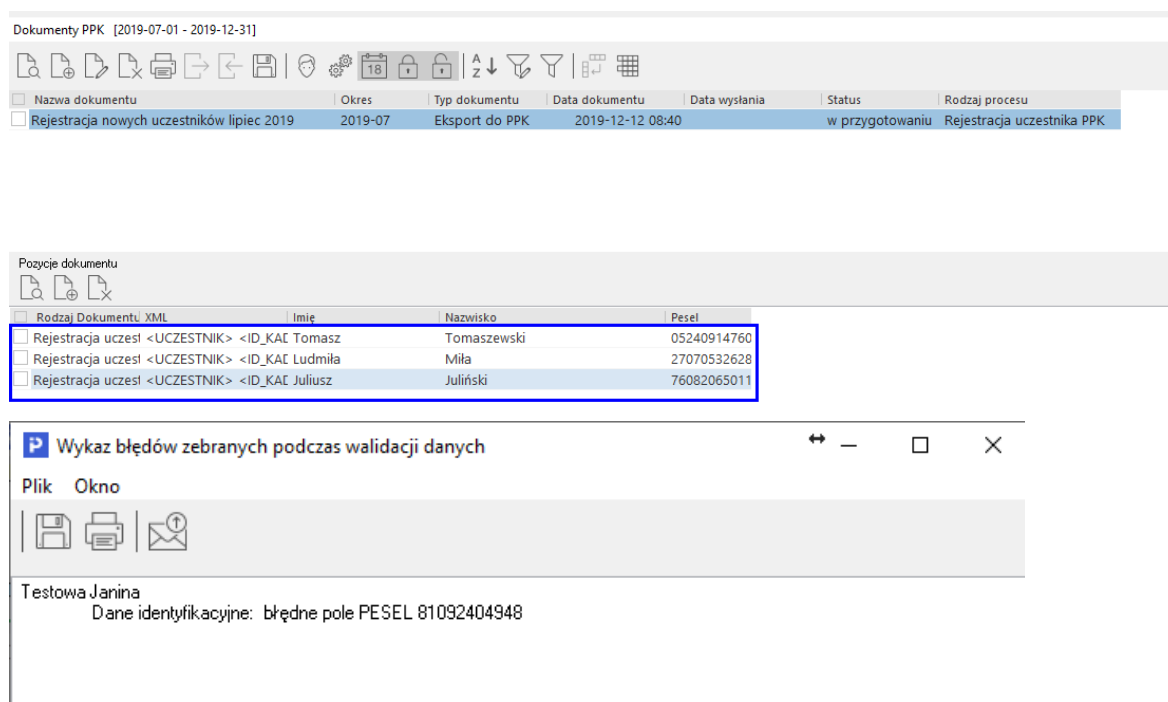 Dokumenty PPK [2019-07-01 - 2019-12-31]
18
A Z
Nazwa dokumentu Okres Typ dokumentu Data dokumentu Data wysłania Status Rodzaj procesu
Rejestracja nowych uczestników lipiec 2019 2019-07 Eksport do PPK 2019-12-12 08:40 w przygotowaniu Rejestracja uczestnika PPK
Pozycje dokumentu
Rodzaj Dokumentu XML Imię Nazwisko Pesel
Rejestracja uczest <UCZESTNIK> <ID_KAD Tomasz Tomaszewski 05240914760
Rejestracja uczest <UCZESTNIK> <ID_KAD Ludmiła Miła 27070532628
Rejestracja uczest <UCZESTNIK> <ID_KAD Juliusz Juliński 76082065011
Wykaz błędów zebranych podczas walidacji danych
Plik Okno
Testowa Janina
Dane identyfikacyjne: błędne pole PESEL 81092404948